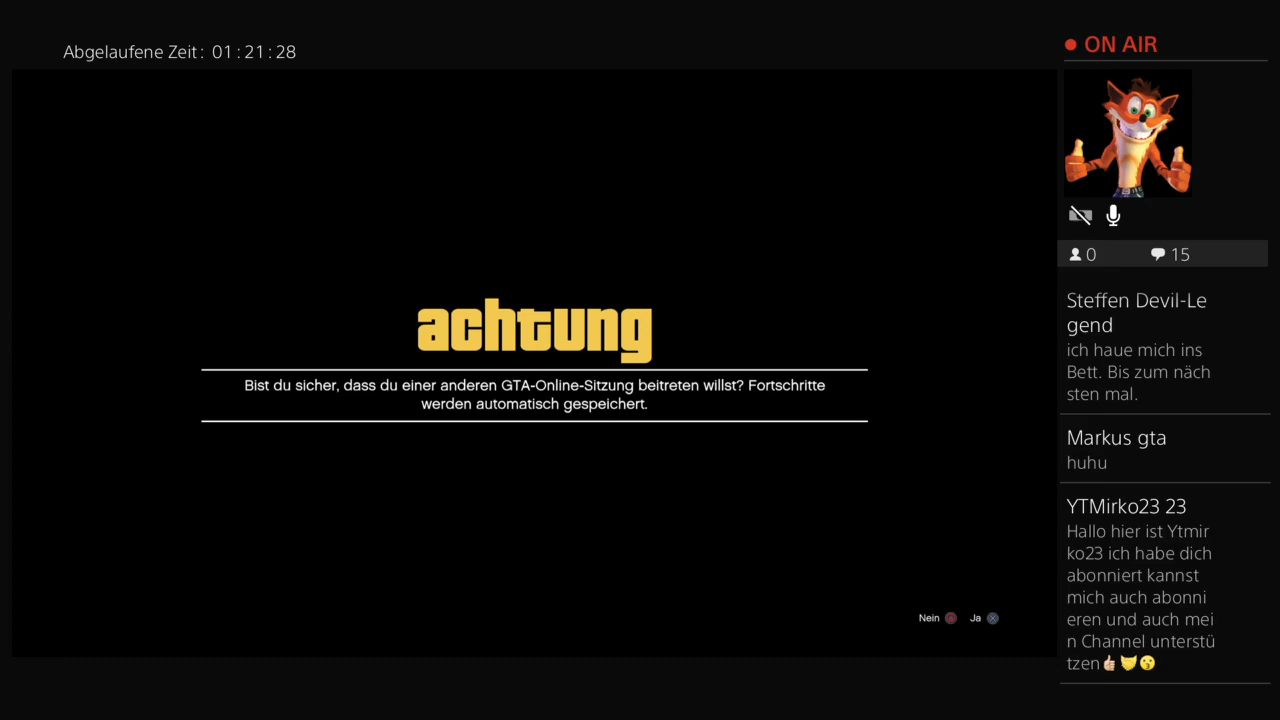 Abgelaufene Zeit: 01:21:28
ON AIR
0 15
achtung
Bist du sicher, dass du einer anderen GTA-Online-Sitzung beitreten willst? Fortschritte
werden automatisch gespeichert.
Nein Ja
Steffen Devil-Le
gend
ich haue mich ins
Bett. Bis zum näch
sten mal.
Markus gta
huhu
YTMirko23 23
Hallo hier ist Ytmir
ko23 ich habe dich
abonniert kannst
mich auch abonni
eren und auch mei
n Channel unterstü
tzen👍🏼🤝😗